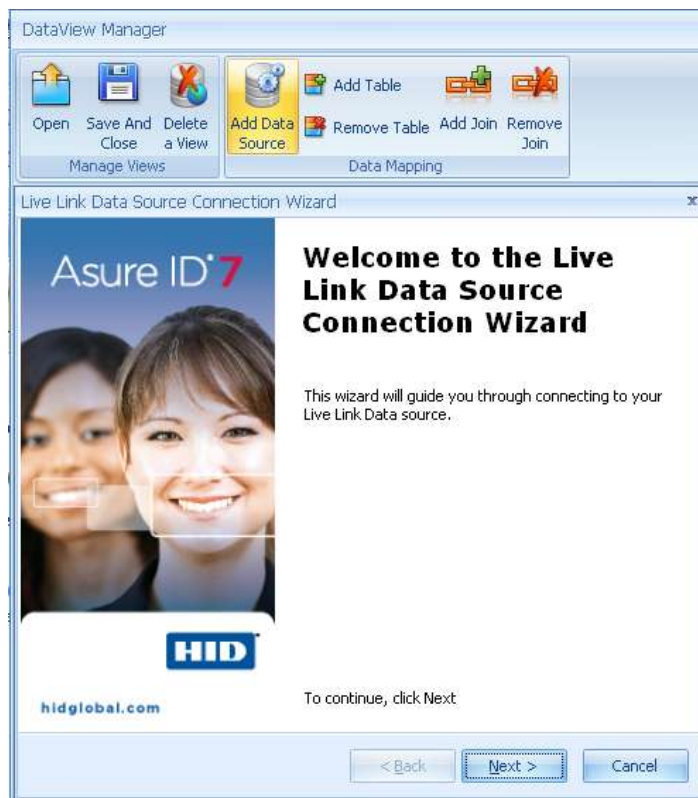 DataView Manager
Open
Save And Close
Delete a View
Add Data Source
Add Table
Remove Table
Add Join
Remove Join
Manage Views
Data Mapping
Live Link Data Source Connection Wizard
x
Asure ID 7
Welcome to the Live
Link Data Source
Connection Wizard
This wizard will guide you through connecting to your
Live Link Data source.
HID
hidglobal.com
To continue, click Next
< Back
Next >
Cancel